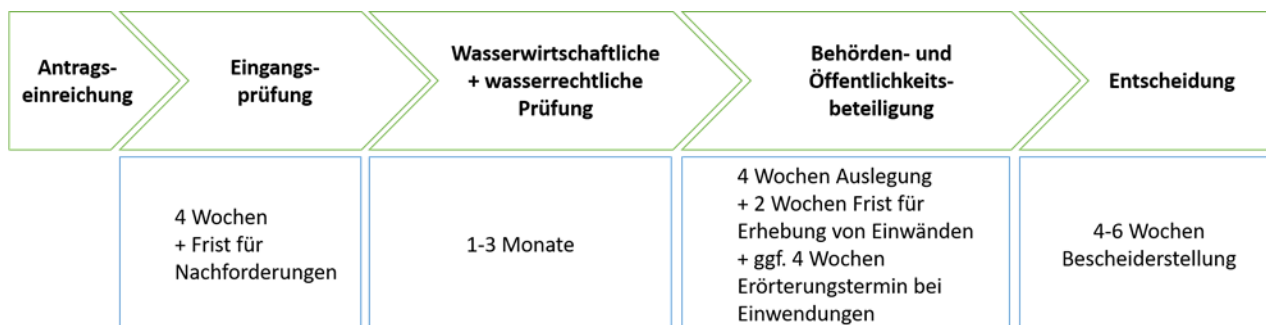 Antrags-
einreichung
Eingangs-
prüfung
Wasserwirtschaftliche
+ wasserrechtliche
Prüfung
Behörden- und
Öffentlichkeits-
beteiligung
Entscheidung
4 Wochen
+ Frist für
Nachforderungen
1-3 Monate
4 Wochen Auslegung
+ 2 Wochen Frist für
Erhebung von Einwänden
+ ggf. 4 Wochen
Erörterungstermin bei
Einwendungen
4-6 Wochen
Bescheiderstellung